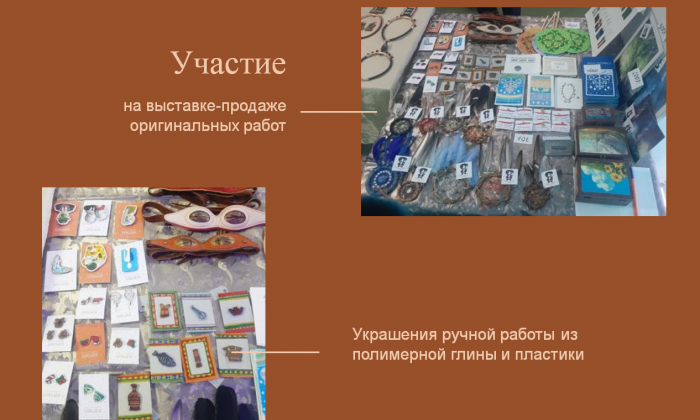 Участие
на выставке-продаже
оригинальных работ
Украшения ручной работы из
полимерной глины и пластики